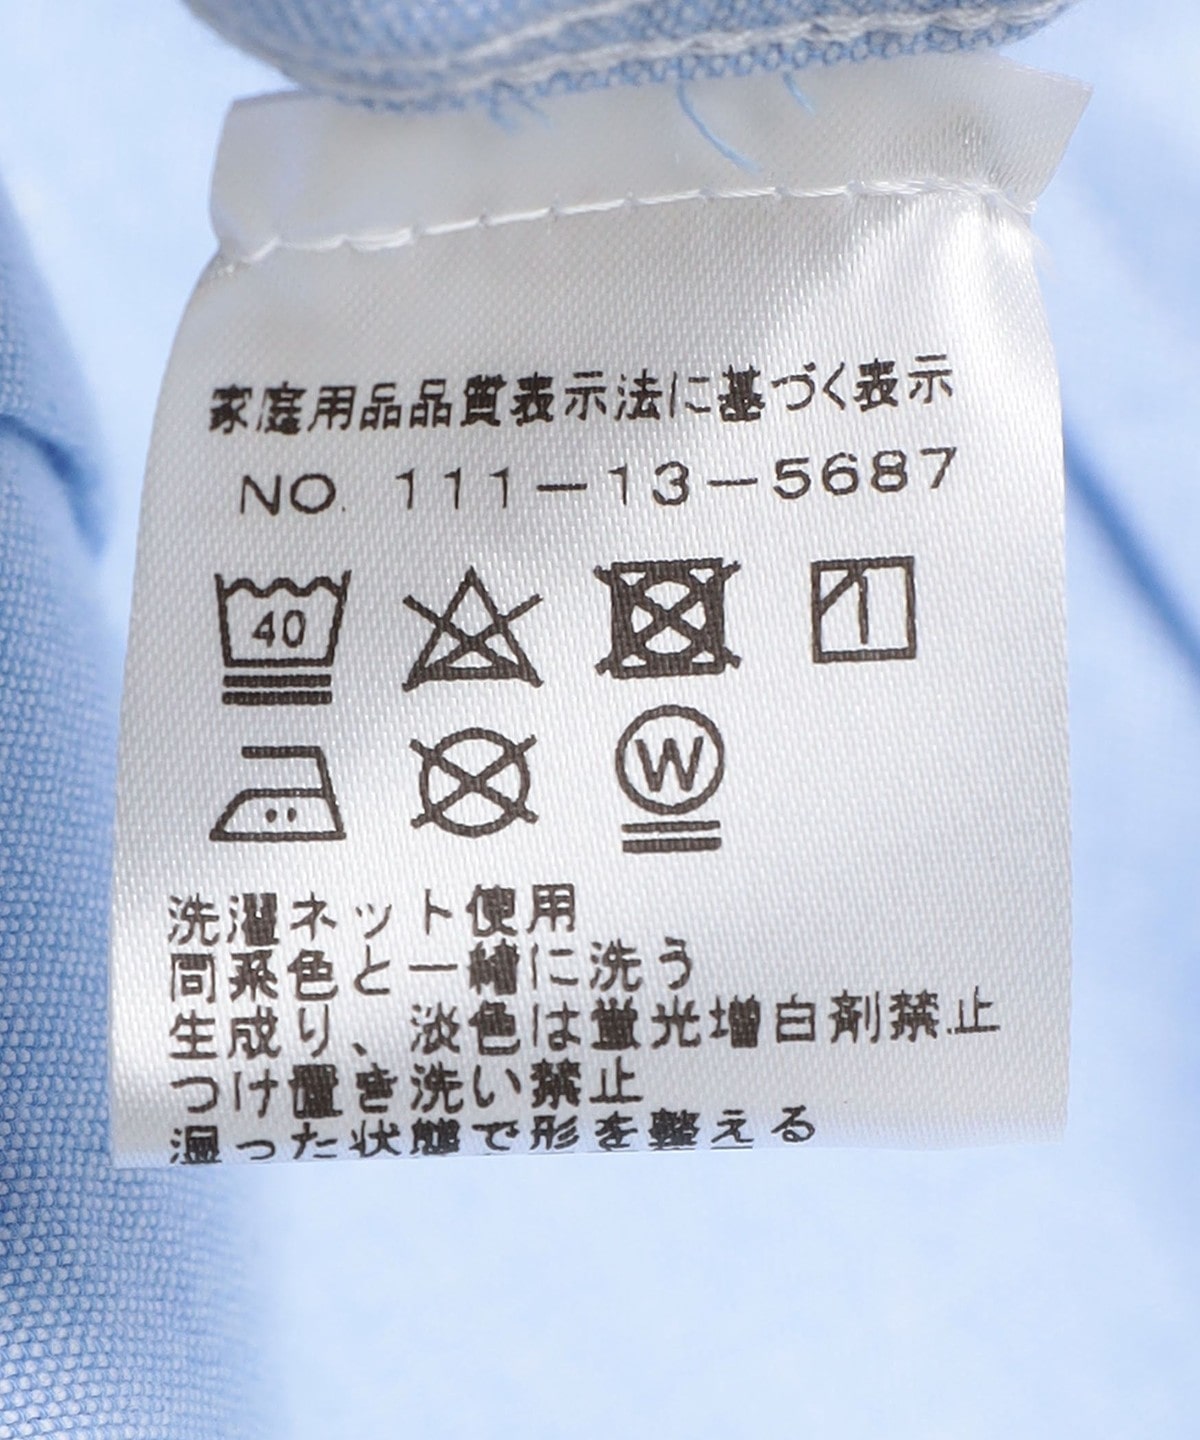 家庭用品品質表示法に基づく表示
NO. 111-13-5687
40
W
洗濯ネット使用
同系色と一緒に洗う
生成り、淡色は蛍光増白剤禁止
つけ置き洗い禁止
湿った状態で形を整える